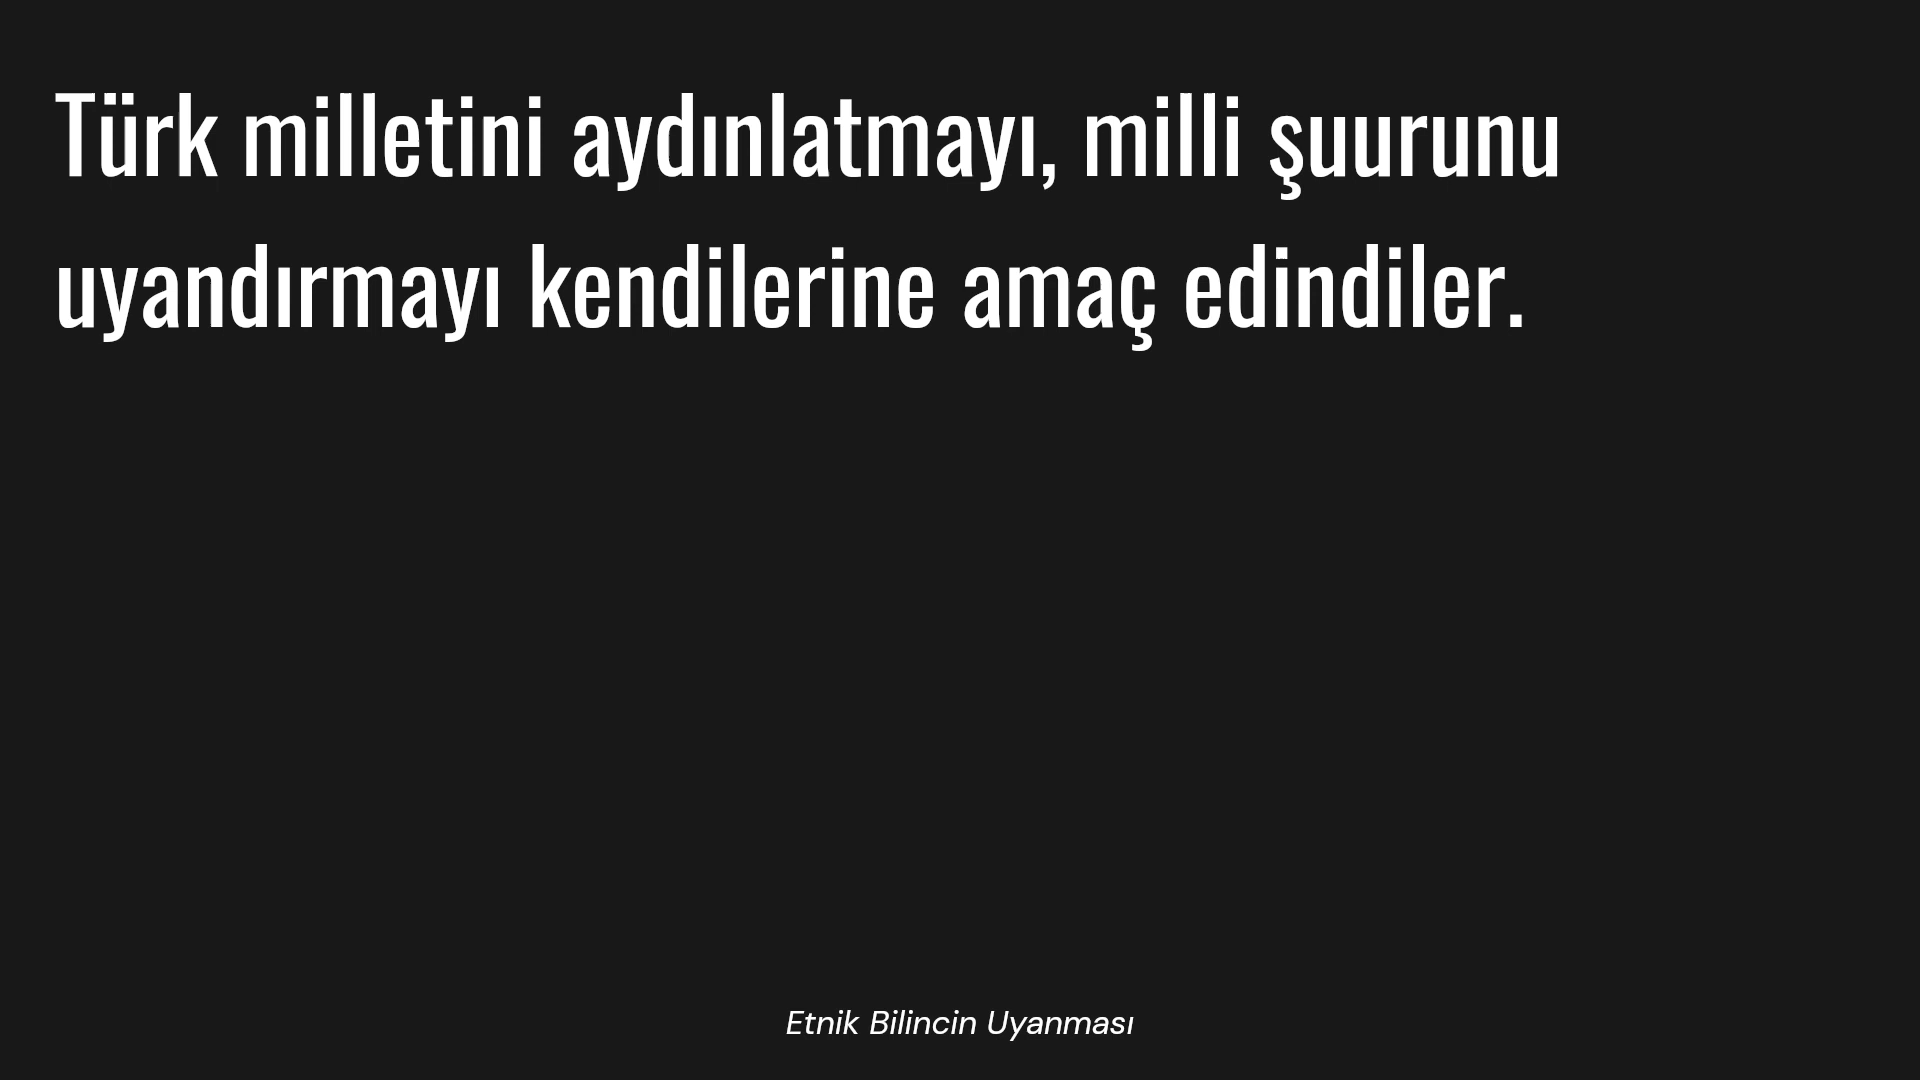 Türk milletini aydınlatmayı, milli şuurunu
uyandırmayı kendilerine amaç edindiler.
Etnik Bilincin Uyanması